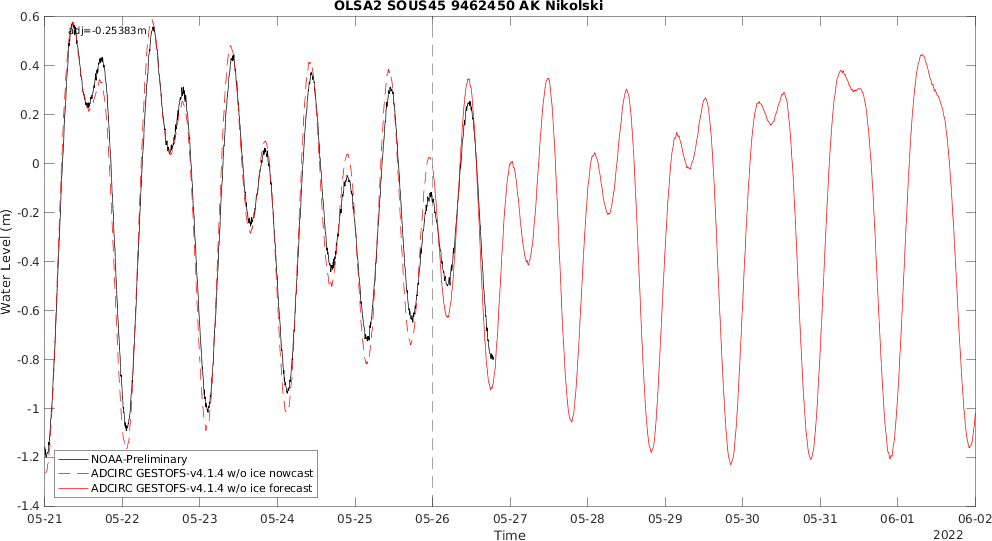 OLSA2 SOUS45 9462450 AK Nikolski
adj=-0.25383m
0.6
0.4
0.2
0
-0.2
-0.4
-0.6
-0.8
-1
-1.2
-1.4
Water Level (m)
NOAA-Preliminary
ADCIRC GESTOFS-v4.1.4 w/o ice nowcast
ADCIRC GESTOFS-v4.1.4 w/o ice forecast
05-21 05-22 05-23 05-24 05-25 05-26 05-27 05-28 05-29 05-30 05-31 06-01 06-02
Time
2022